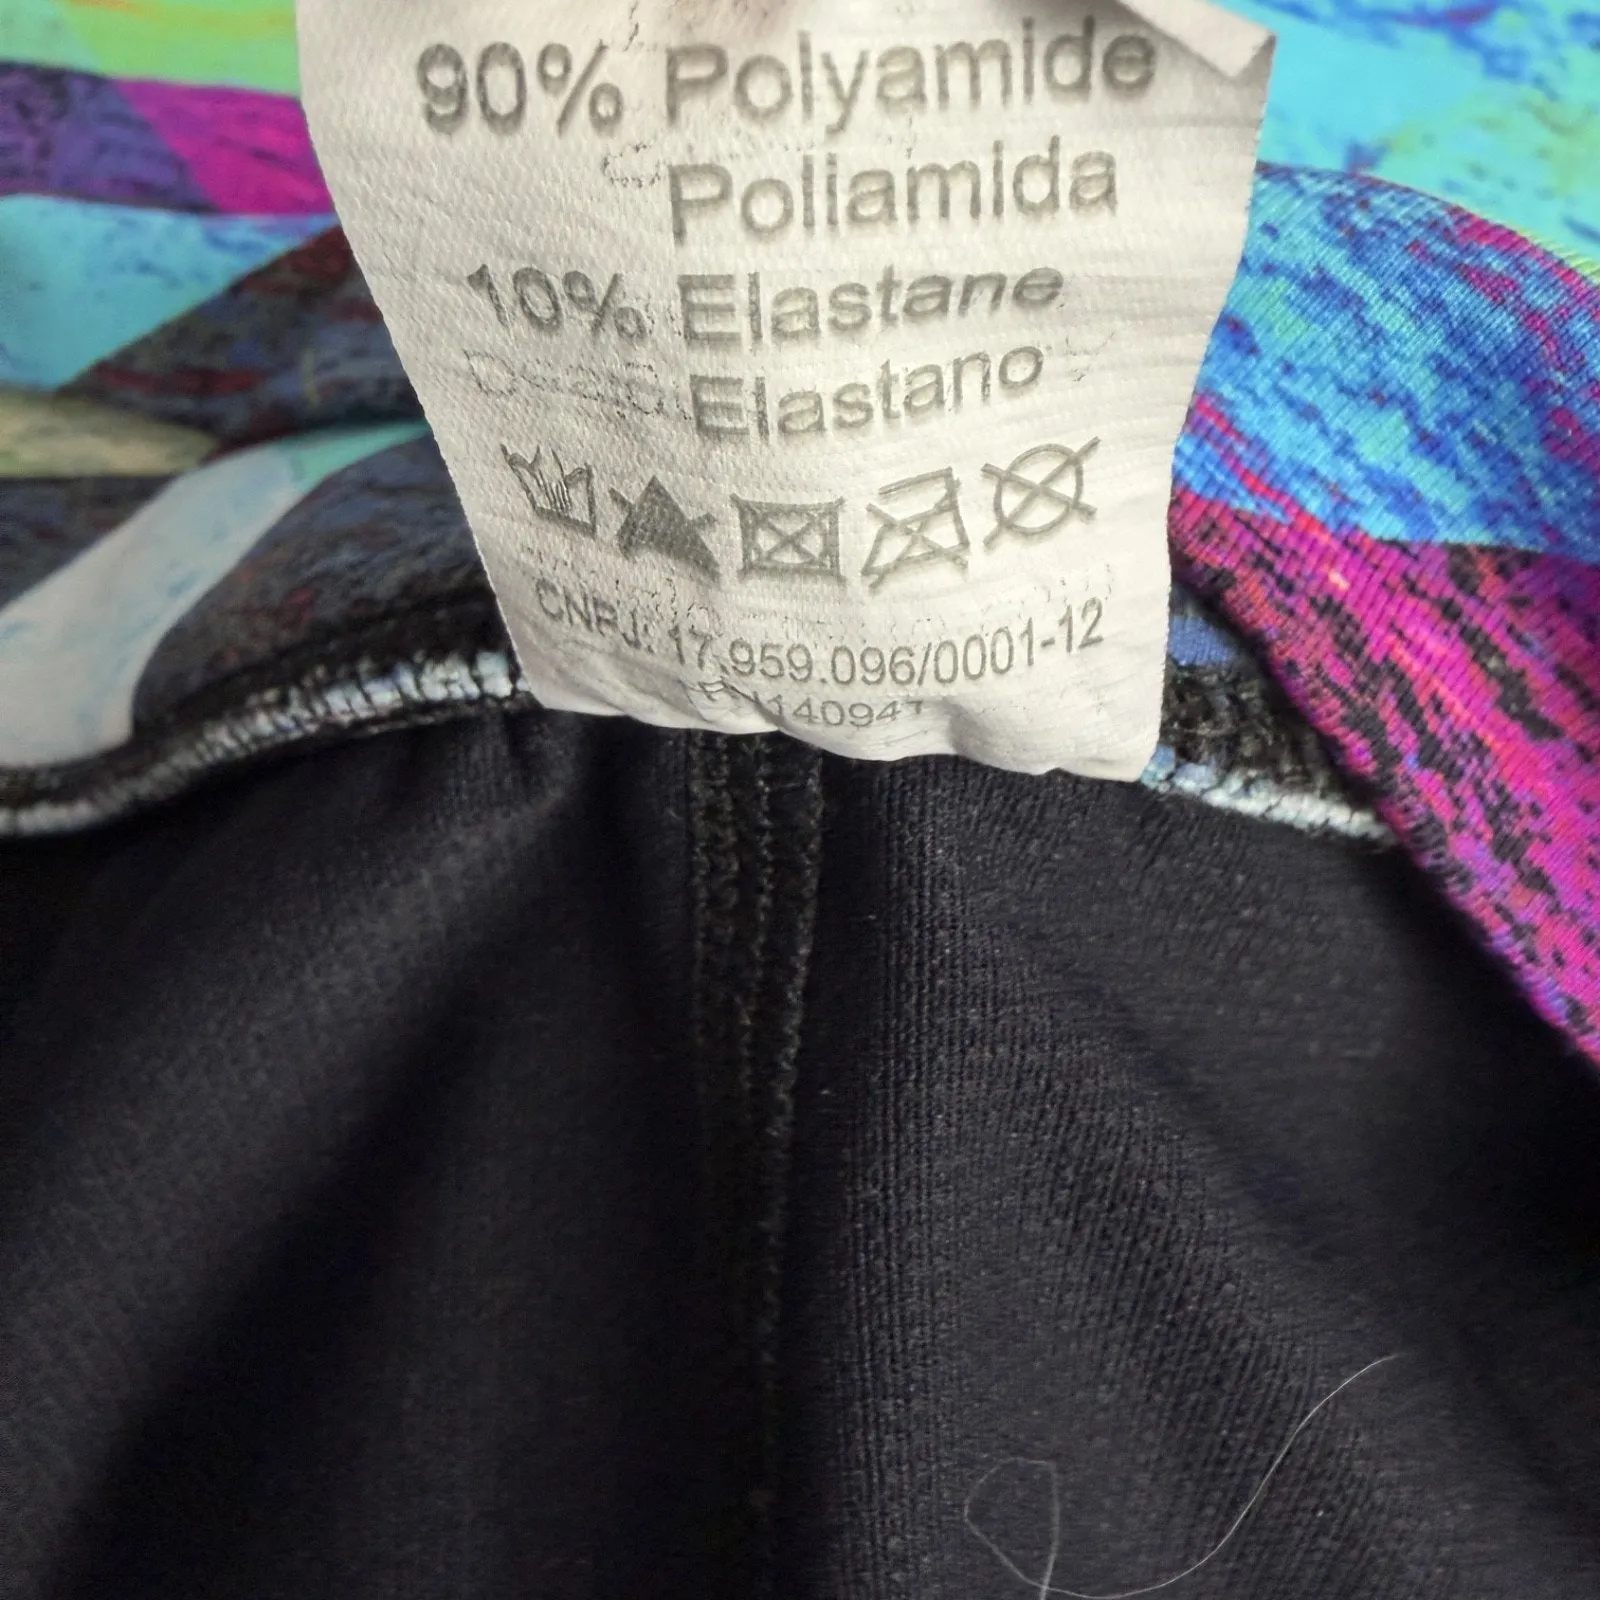 90% Polyamide
Poliamida
10% Elastane
Elastano
CNPJ: 17.959.096/0001-12